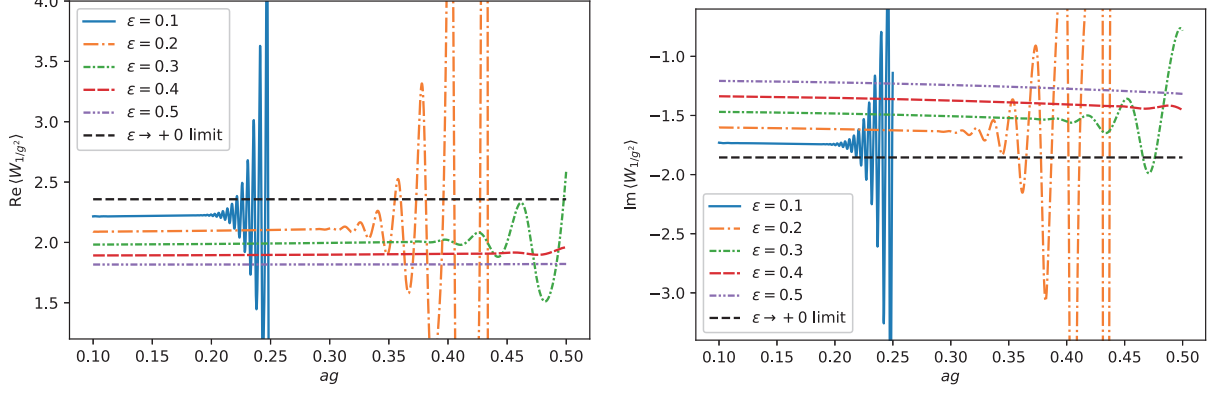 4.0
3.5
3.0
2.5
2.0
1.5
Re ⟨W_{1/g²}⟩
ε = 0.1
ε = 0.2
ε = 0.3
ε = 0.4
ε = 0.5
ε → +0 limit
0.10 0.15 0.20 0.25 0.30 0.35 0.40 0.45 0.50
ag
−1.0
−1.5
−2.0
−2.5
−3.0
Im ⟨W_{1/g²}⟩
ε = 0.1
ε = 0.2
ε = 0.3
ε = 0.4
ε = 0.5
ε → +0 limit
0.10 0.15 0.20 0.25 0.30 0.35 0.40 0.45 0.50
ag